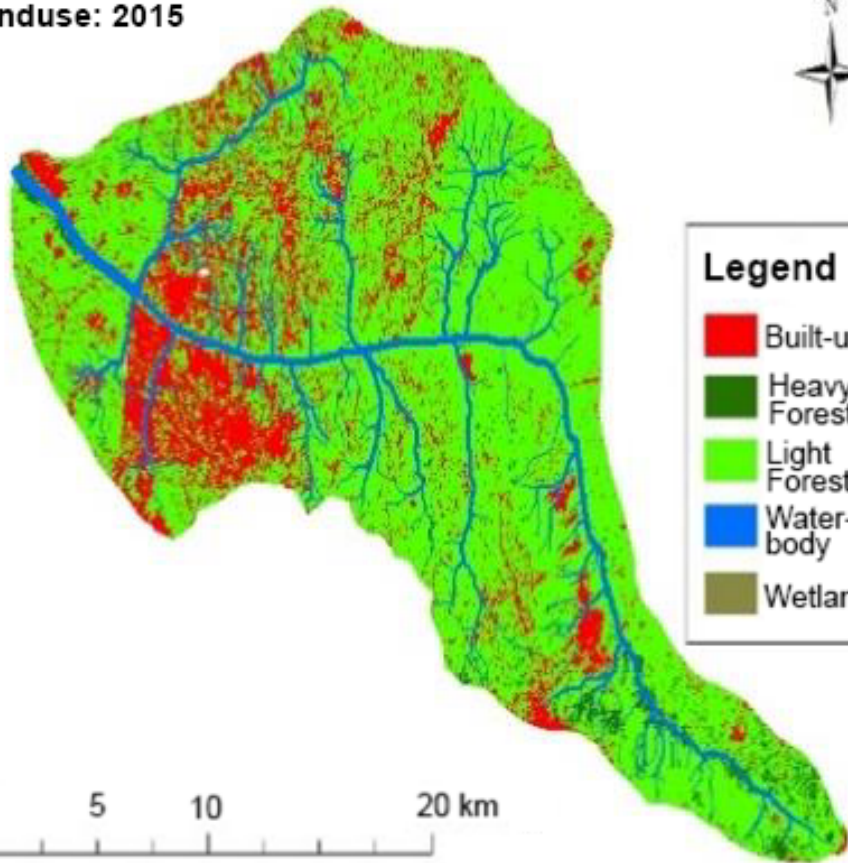 nduse: 2015
N
Legend
Built-u
Heavy
Forest
Light
Forest
Water-
body
Wetlan
5 10 20 km